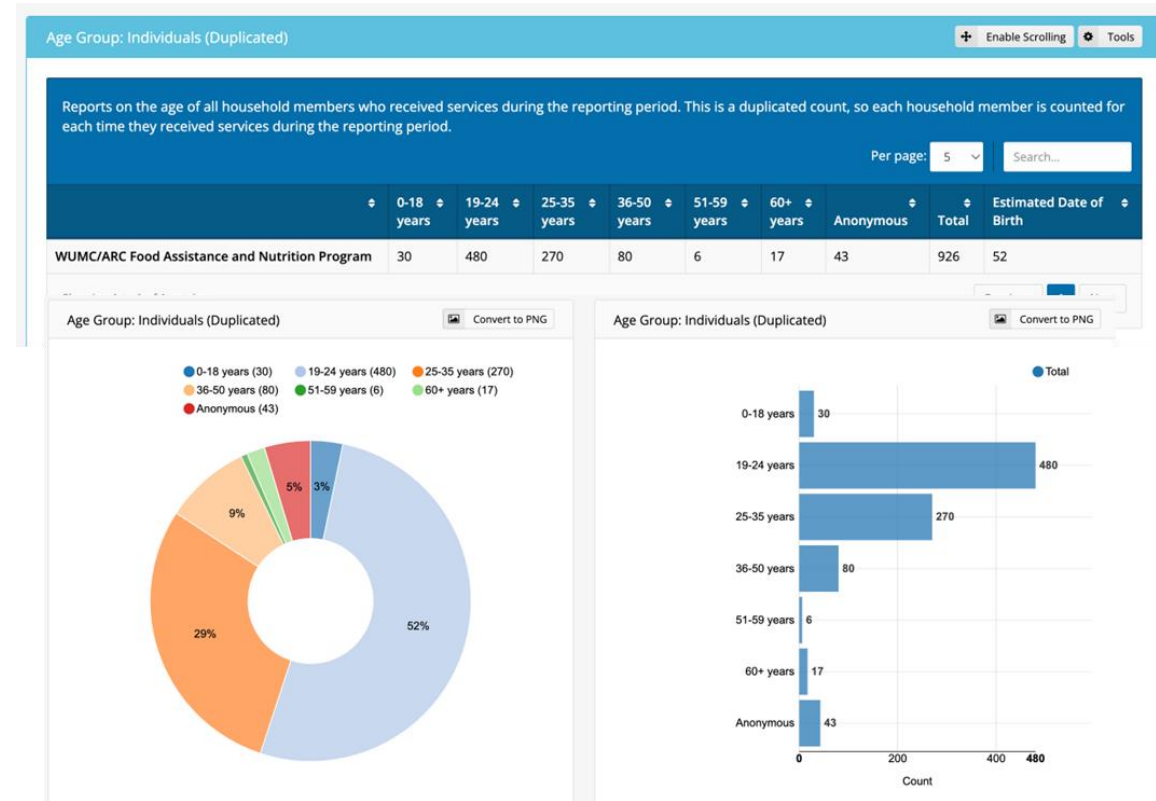 Age Group: Individuals (Duplicated)
Enable Scrolling
Tools
Reports on the age of all household members who received services during the reporting period. This is a duplicated count, so each household member is counted for
each time they received services during the reporting period.
Per page: 5 Search...
0-18 years 19-24 years 25-35 years 36-50 years 51-59 years 60+ years Anonymous Total Estimated Date of Birth
WUMC/ARC Food Assistance and Nutrition Program 30 480 270 80 6 17 43 926 52
Age Group: Individuals (Duplicated)
Convert to PNG
0-18 years (30) 19-24 years (480) 25-35 years (270)
36-50 years (80) 51-59 years (6) 60+ years (17)
Anonymous (43)
5% 3%
9%
52%
29%
Age Group: Individuals (Duplicated)
Convert to PNG
Total
0-18 years 30
19-24 years 480
25-35 years 270
36-50 years 80
51-59 years 6
60+ years 17
Anonymous 43
0 200 400 480
Count